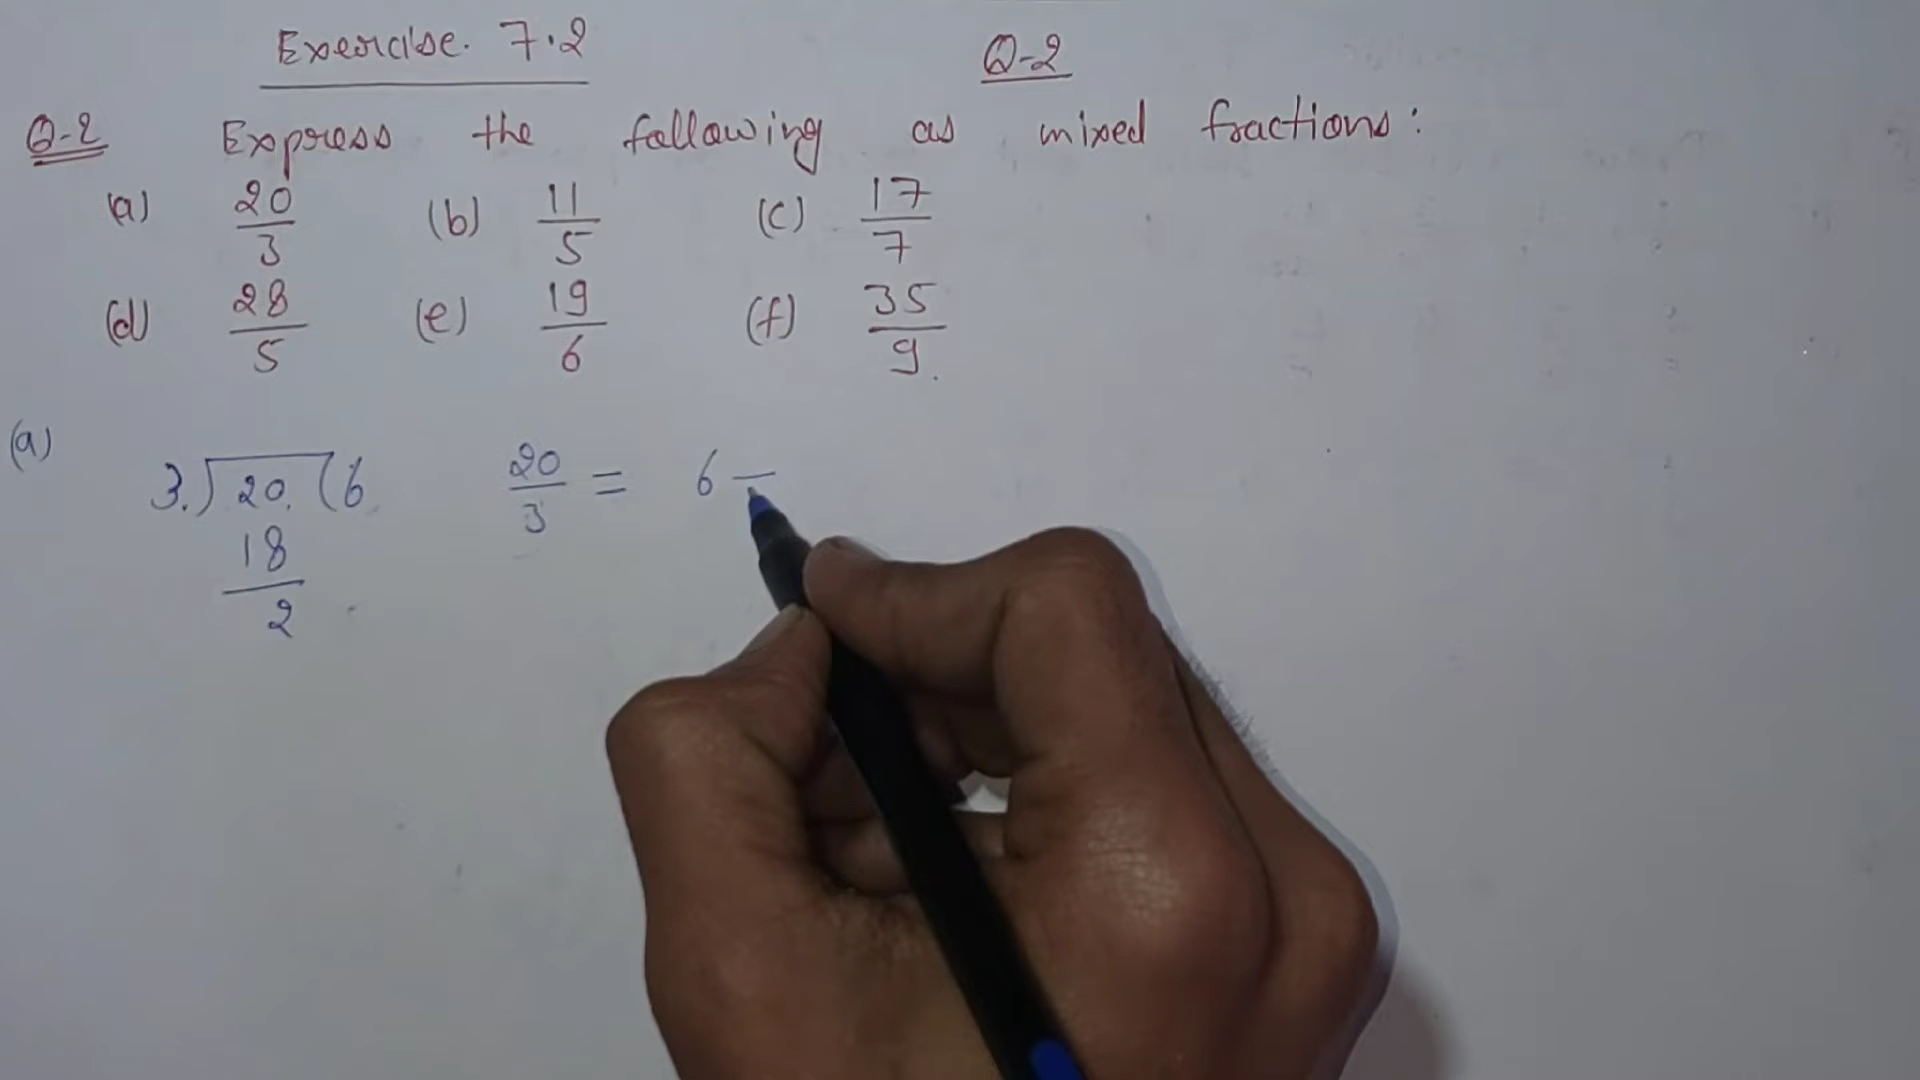 Exercise. 7.2 Q-2
Q-2 Express the following as mixed fractions:
(a) 20/3 (b) 11/5 (c) 17/7
(d) 28/5 (e) 19/6 (f) 35/9.
(a) 3.) 20. (6 20/3 = 6 —
18
2